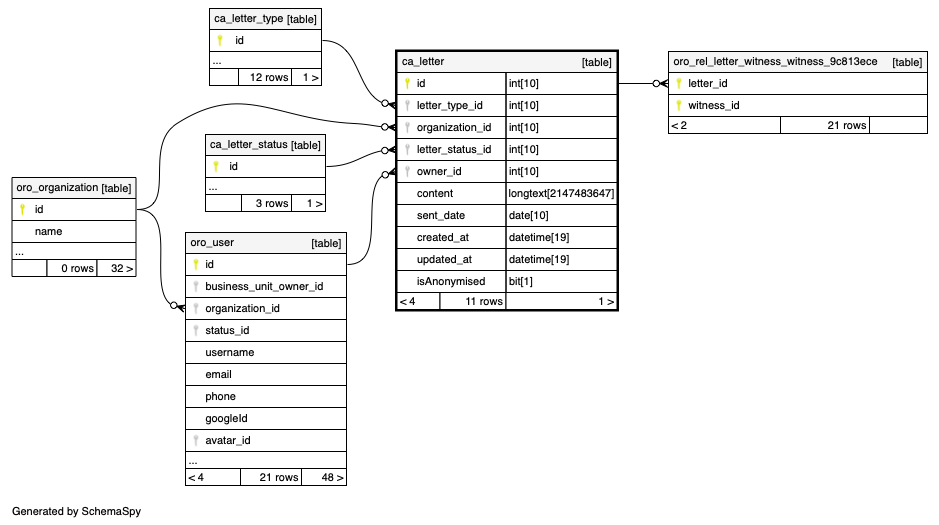 ca_letter_type [table]
id
...
12 rows 1 >
ca_letter [table]
id int[10]
letter_type_id int[10]
organization_id int[10]
letter_status_id int[10]
owner_id int[10]
content longtext[2147483647]
sent_date date[10]
created_at datetime[19]
updated_at datetime[19]
isAnonymised bit[1]
< 4 11 rows 1 >
oro_rel_letter_witness_witness_9c813ece [table]
letter_id
witness_id
< 2 21 rows
ca_letter_status [table]
id
...
3 rows 1 >
oro_organization [table]
id
name
...
0 rows 32 >
oro_user [table]
id
business_unit_owner_id
organization_id
status_id
username
email
phone
googleId
avatar_id
...
< 4 21 rows 48 >
Generated by SchemaSpy